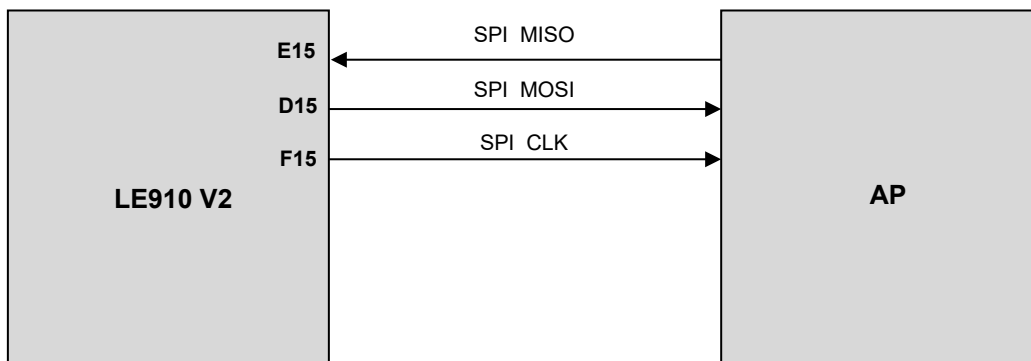 SPI MISO
E15
SPI MOSI
D15
SPI CLK
F15
LE910 V2
AP